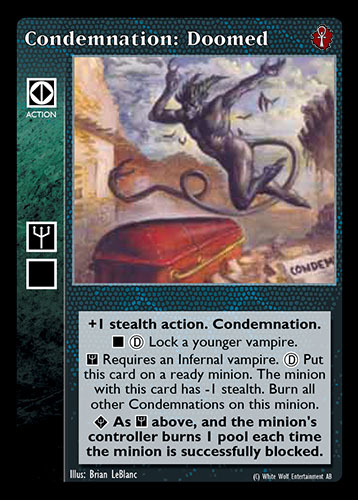 Condemnation: Doomed
ACTION
CONDEM
+1 stealth action. Condemnation.
D Lock a younger vampire.
Requires an Infernal vampire. D Put
this card on a ready minion. The minion
with this card has -1 stealth. Burn all
other Condemnations on this minion.
As above, and the minion's
controller burns 1 pool each time
the minion is successfully blocked.
Illus: Brian LeBlanc
(C) White Wolf Entertainment AB